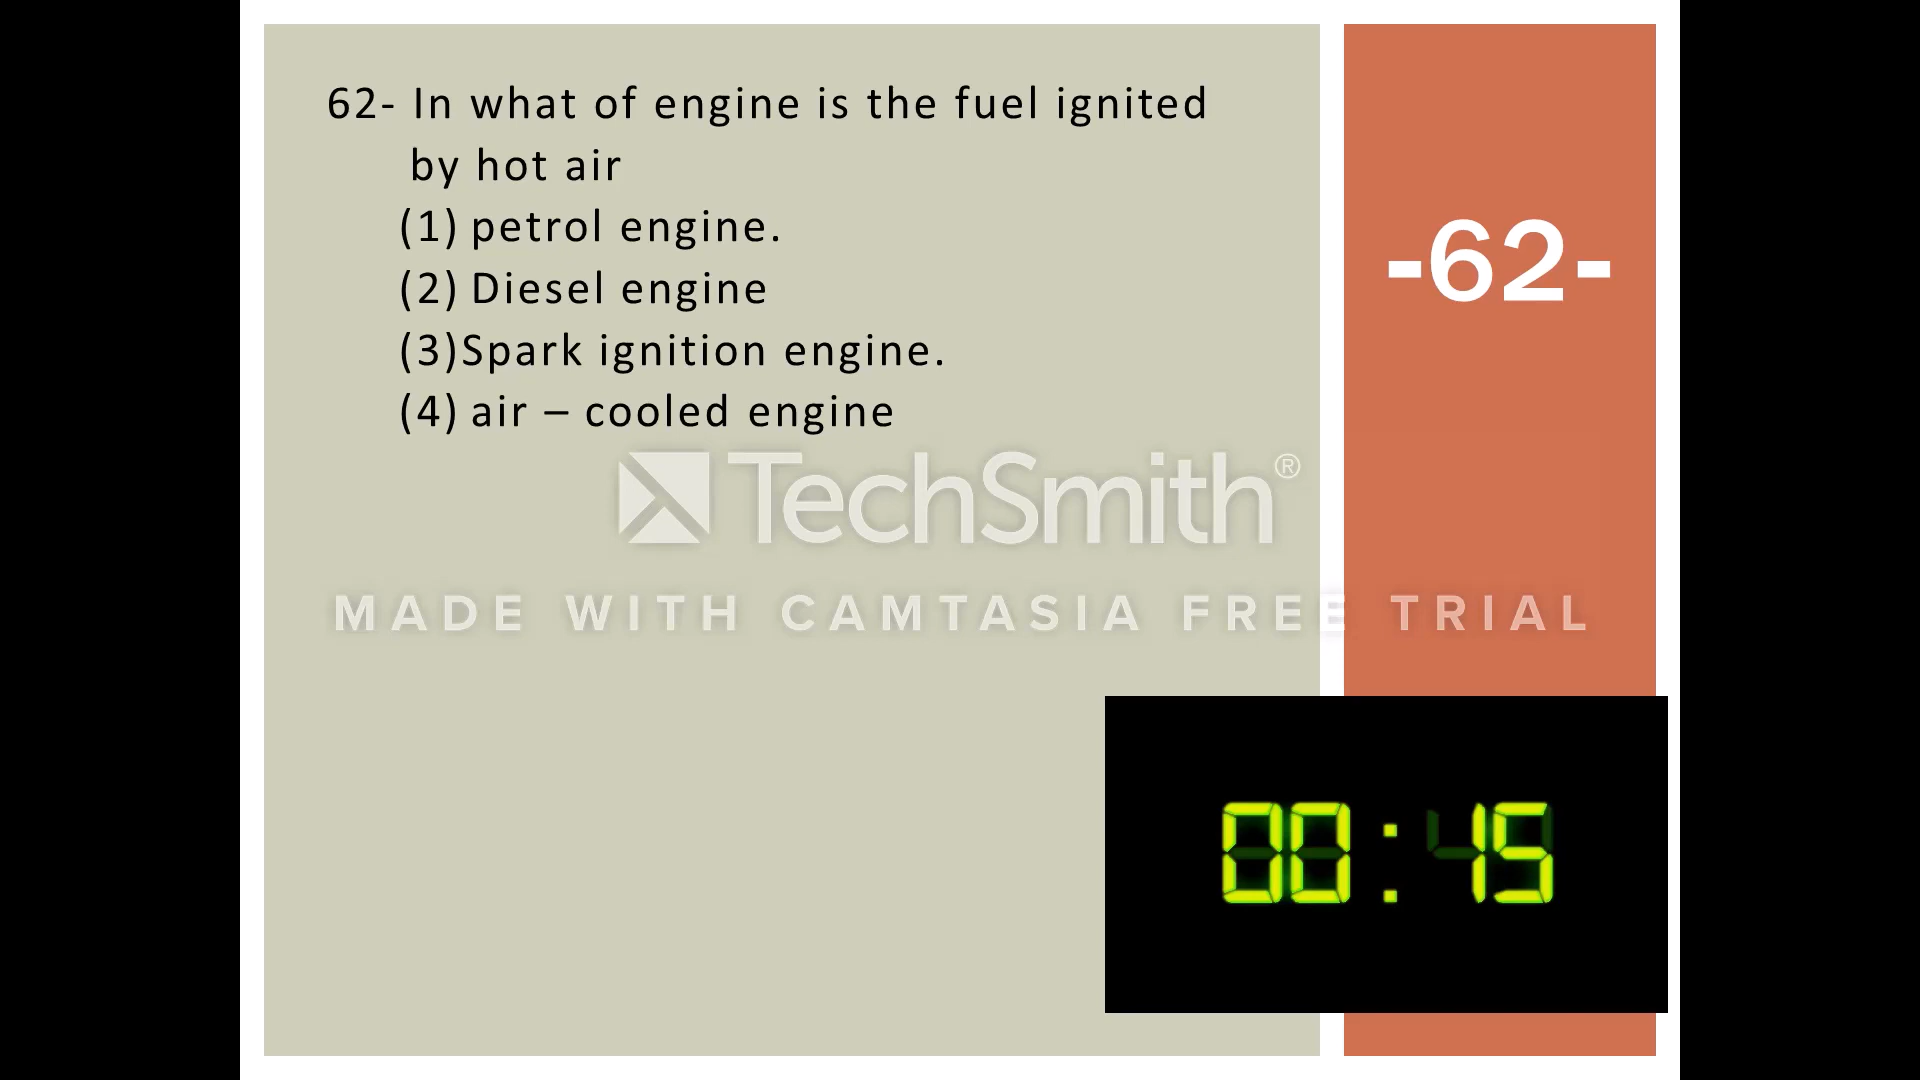 62- In what of engine is the fuel ignited
by hot air
(1) petrol engine.
(2) Diesel engine
(3)Spark ignition engine.
(4) air – cooled engine
-62-
TechSmith®
MADE WITH CAMTASIA FREE TRIAL
00:15